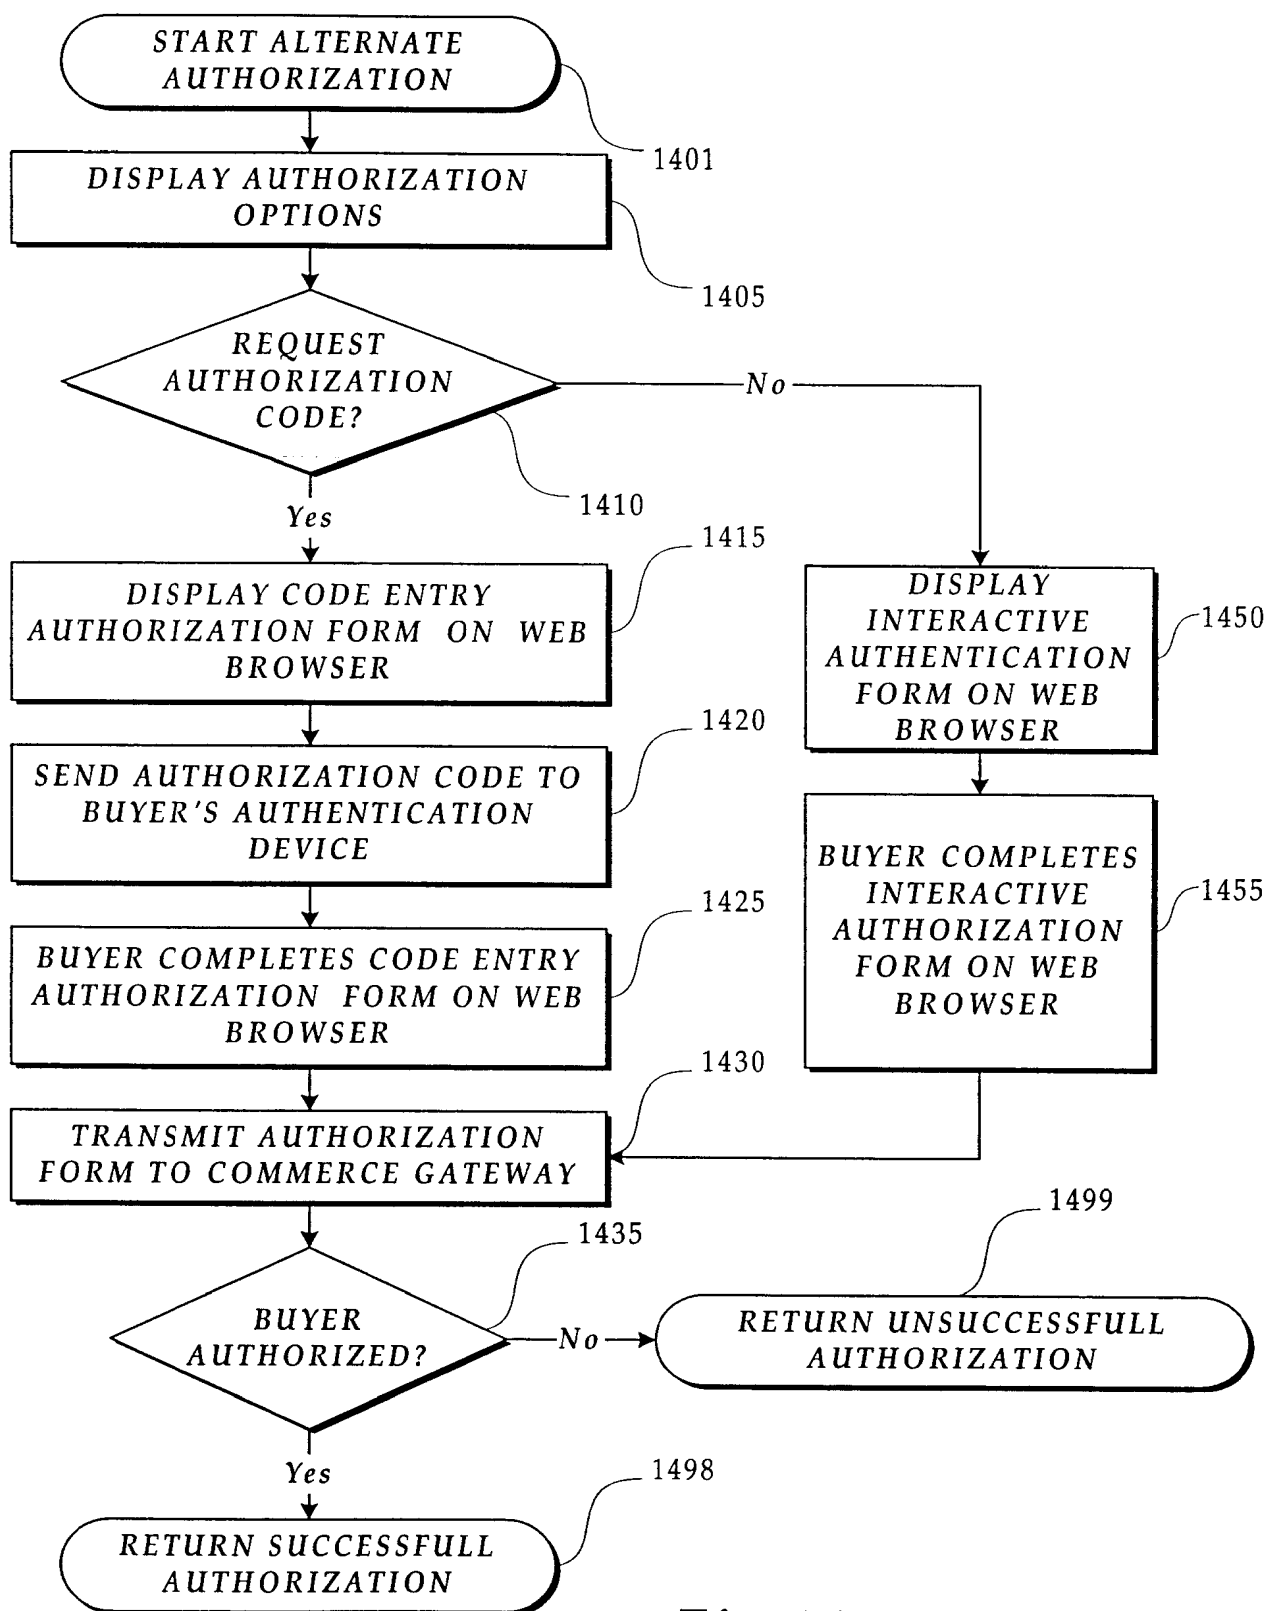 START ALTERNATE
AUTHORIZATION
1401
DISPLAY AUTHORIZATION
OPTIONS
1405
REQUEST
AUTHORIZATION
CODE?
No
1410
Yes
1415
DISPLAY CODE ENTRY
AUTHORIZATION FORM ON WEB
BROWSER
DISPLAY
INTERACTIVE
AUTHENTICATION
FORM ON WEB
BROWSER
1450
1420
SEND AUTHORIZATION CODE TO
BUYER'S AUTHENTICATION
DEVICE
BUYER COMPLETES
INTERACTIVE
AUTHORIZATION
FORM ON WEB
BROWSER
1455
1425
BUYER COMPLETES CODE ENTRY
AUTHORIZATION FORM ON WEB
BROWSER
1430
TRANSMIT AUTHORIZATION
FORM TO COMMERCE GATEWAY
1435
BUYER
AUTHORIZED?
No
1499
RETURN UNSUCCESSFULL
AUTHORIZATION
Yes
1498
RETURN SUCCESSFULL
AUTHORIZATION